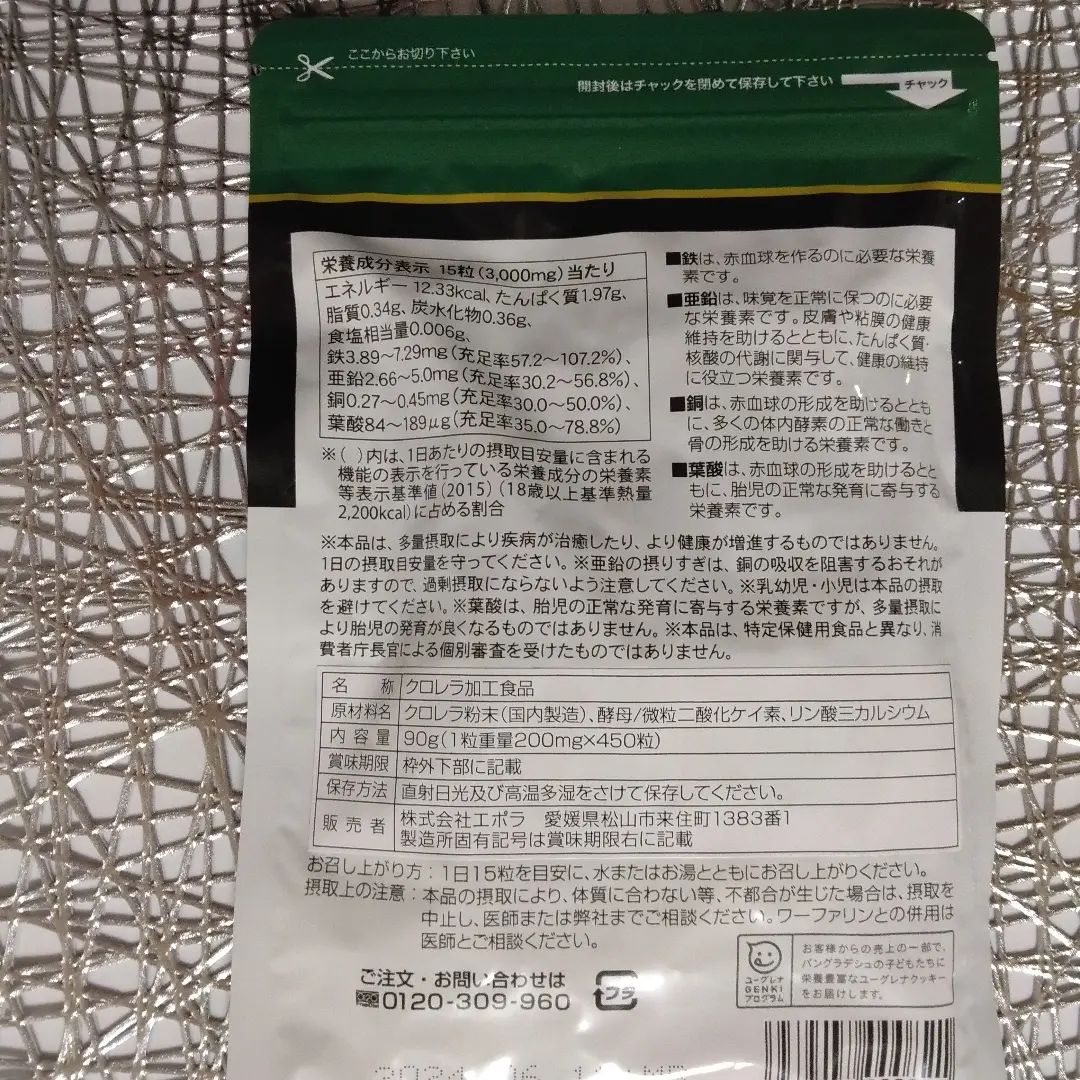 ここからお切り下さい
開封後はチャックを閉めて保存して下さい
チャック
栄養成分表示 15粒(3,000mg)当たり
エネルギー 12.33kcal、たんぱく質1.97g、
脂質0.34g、炭水化物0.36g、
食塩相当量0.006g、
鉄3.89~7.29mg(充足率57.2~107.2%)、
亜鉛2.66~5.0mg(充足率30.2~56.8%)、
銅0.27~0.45mg(充足率30.0~50.0%)、
葉酸84~189μg(充足率35.0~78.8%)
※( )内は、1日あたりの摂取目安量に含まれる
機能の表示を行っている栄養成分の栄養素
等表示基準値(2015)(18歳以上基準熱量
2,200kcal)に占める割合
■鉄は、赤血球を作るのに必要な栄養
素です。
■亜鉛は、味覚を正常に保つのに必要
な栄養素です。皮膚や粘膜の健康
維持を助けるとともに、たんぱく質・
核酸の代謝に関与して、健康の維持
に役立つ栄養素です。
■銅は、赤血球の形成を助けるととも
に、多くの体内酵素の正常な働きと
骨の形成を助ける栄養素です。
■葉酸は、赤血球の形成を助けるとと
もに、胎児の正常な発育に寄与する
栄養素です。
※本品は、多量摂取により疾病が治癒したり、より健康が増進するものではありません。
1日の摂取目安量を守ってください。※亜鉛の摂りすぎは、銅の吸収を阻害するおそれが
ありますので、過剰摂取にならないよう注意してください。※乳幼児・小児は本品の摂取
を避けてください。※葉酸は、胎児の正常な発育に寄与する栄養素ですが、多量摂取に
より胎児の発育が良くなるものではありません。※本品は、特定保健用食品と異なり、消
費者庁長官による個別審査を受けたものではありません。
名 称 クロレラ加工食品
原材料名 クロレラ粉末(国内製造)、酵母/微粒二酸化ケイ素、リン酸三カルシウム
内容量 90g(1粒重量200mg×450粒)
賞味期限 枠外下部に記載
保存方法 直射日光及び高温多湿をさけて保存してください。
販売者 株式会社エポラ 愛媛県松山市来住町1383番1
製造所固有記号は賞味期限右に記載
お召し上がり方:1日15粒を目安に、水またはお湯とともにお召し上がりください。
摂取上の注意:本品の摂取により、体質に合わない等、不都合が生じた場合は、摂取を
中止し、医師または弊社までご相談ください。ワーファリンとの併用は
医師とご相談ください。
ご注文・お問い合わせは
0120-309-960
プラ
ユーグレナ
GENKI
プログラム
お客様からの売上の一部で、
バングラデシュの子どもたちに
栄養豊富なユーグレナクッキー
をお届けします。